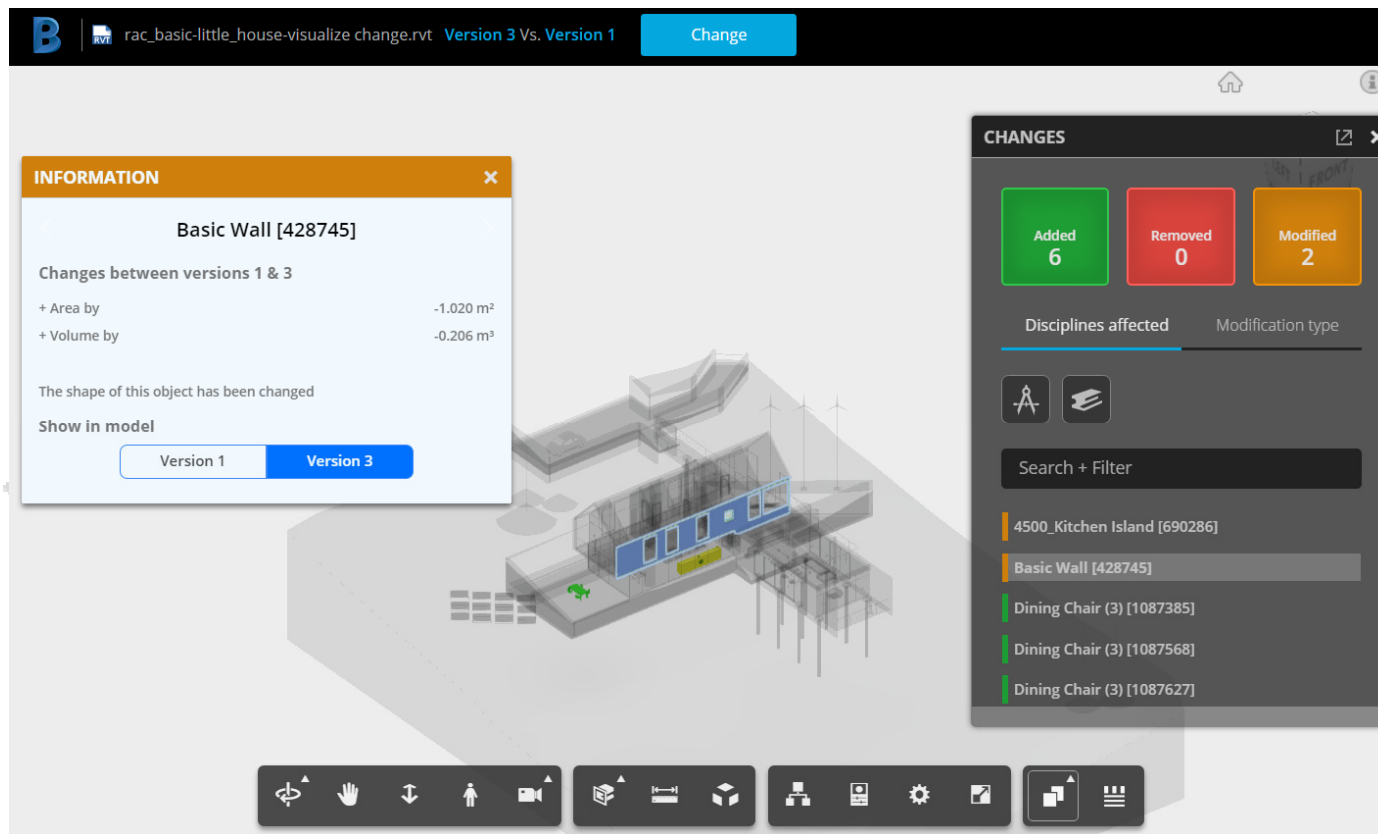 B
RVT rac_basic-little_house-visualize change.rvt Version 3 Vs. Version 1 Change
INFORMATION
Basic Wall [428745]
Changes between versions 1 & 3
+ Area by -1.020 m²
+ Volume by -0.206 m³
The shape of this object has been changed
Show in model
Version 1 Version 3
CHANGES
FRONT
Added
6
Removed
0
Modified
2
Disciplines affected Modification type
Search + Filter
4500_Kitchen Island [690286]
Basic Wall [428745]
Dining Chair (3) [1087385]
Dining Chair (3) [1087568]
Dining Chair (3) [1087627]